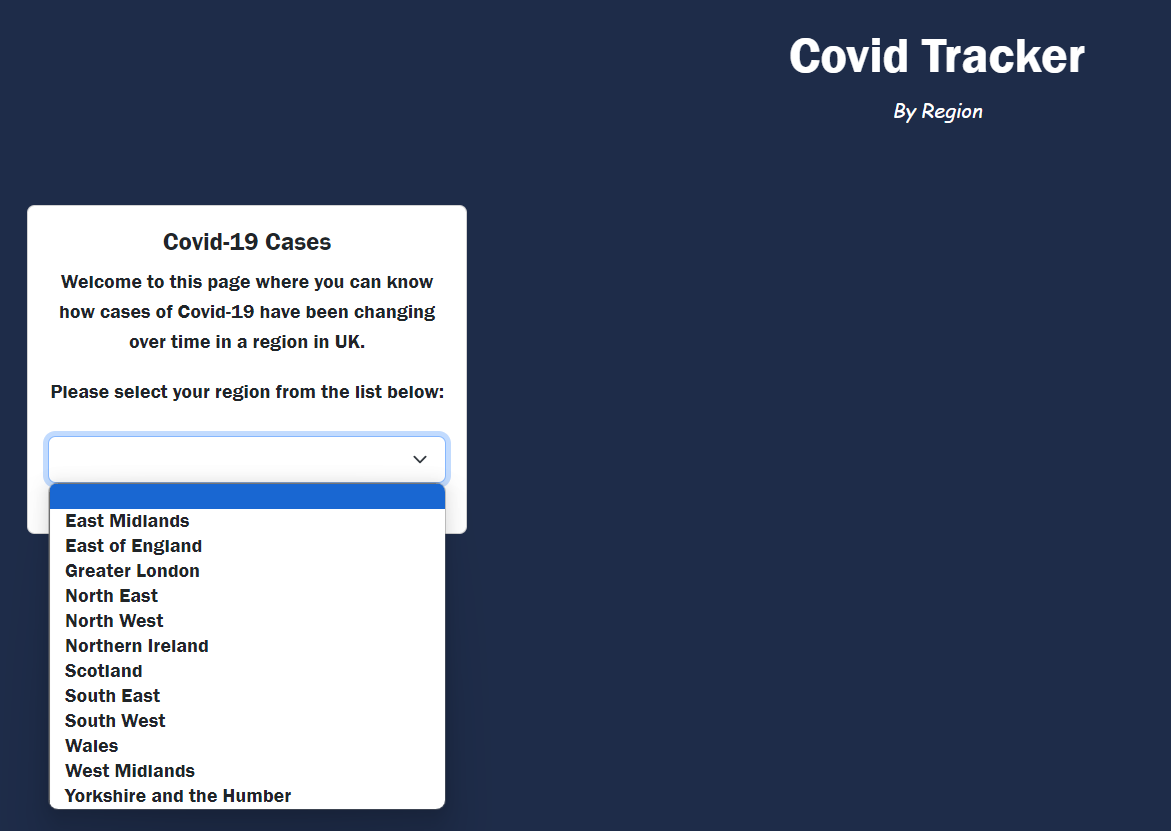 Covid Tracker
By Region
Covid-19 Cases
Welcome to this page where you can know
how cases of Covid-19 have been changing
over time in a region in UK.
Please select your region from the list below:
East Midlands
East of England
Greater London
North East
North West
Northern Ireland
Scotland
South East
South West
Wales
West Midlands
Yorkshire and the Humber